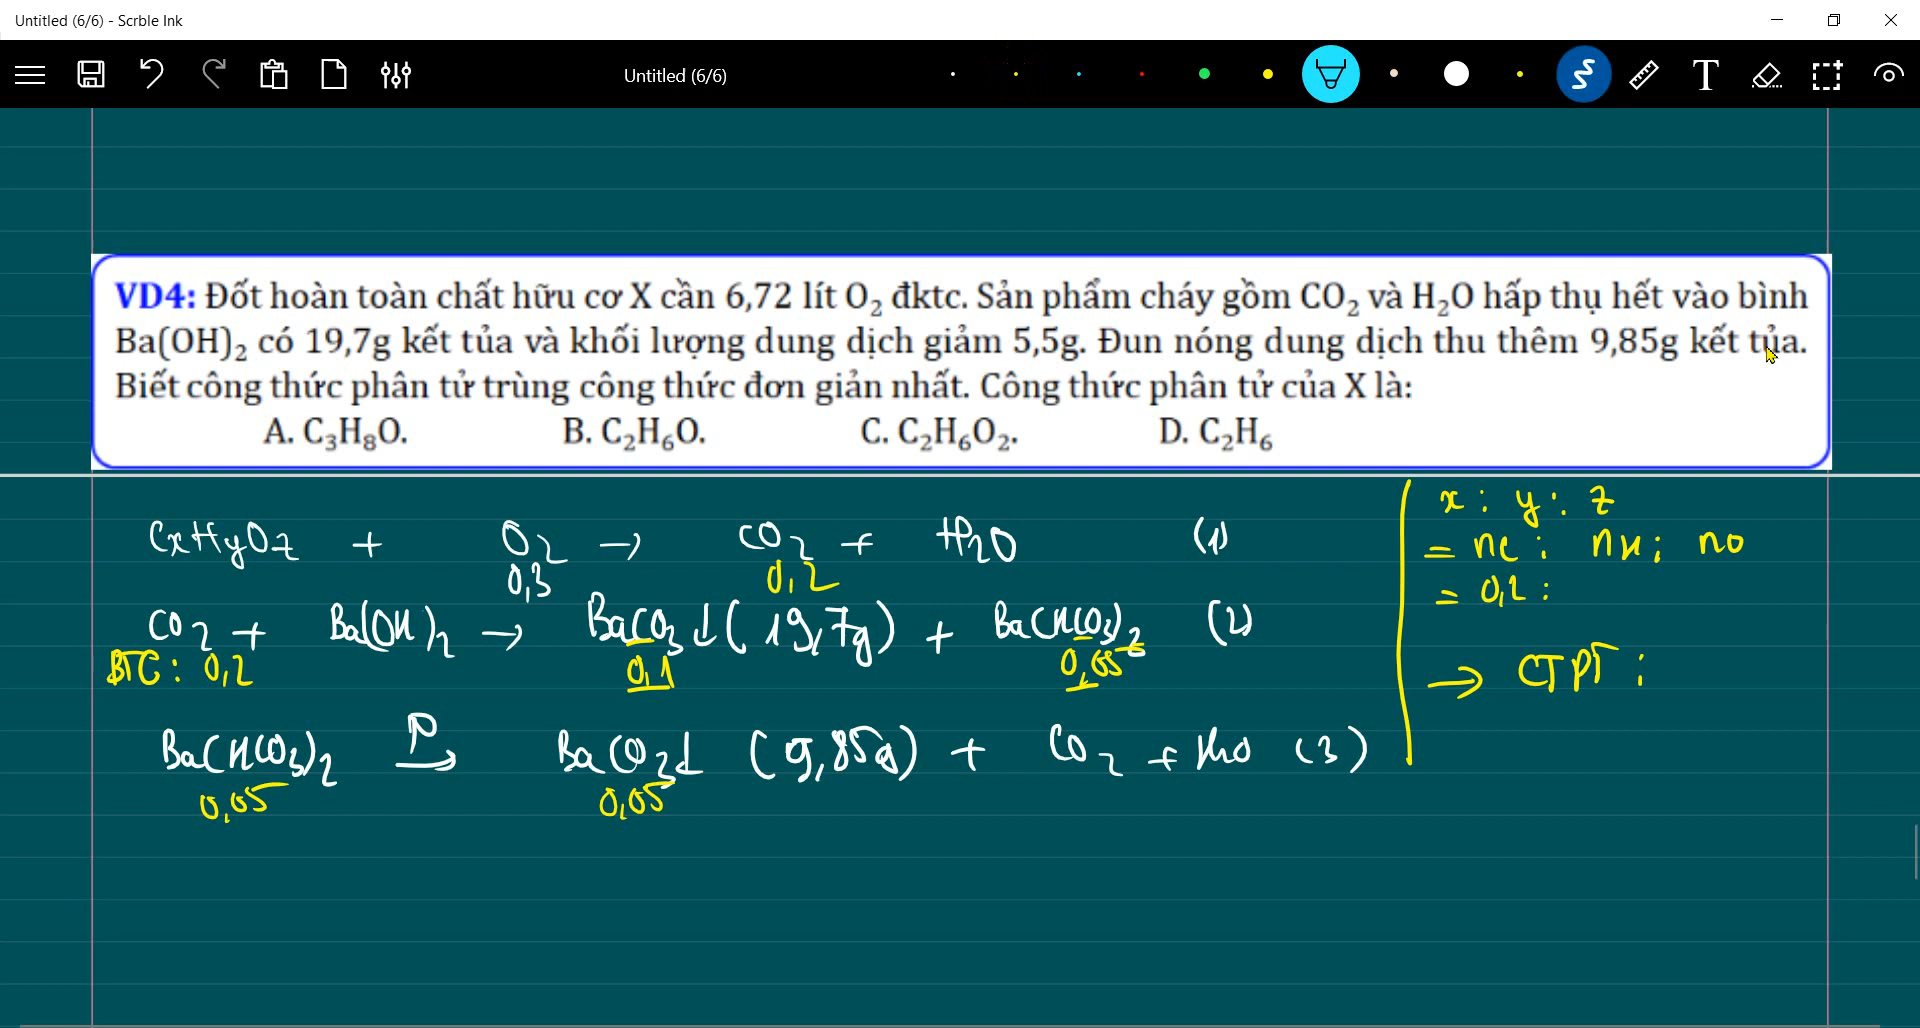 Untitled (6/6) - Scrble Ink
Untitled (6/6)
T
VD4: Đốt hoàn toàn chất hữu cơ X cần 6,72 lít O₂ đktc. Sản phẩm cháy gồm CO₂ và H₂O hấp thụ hết vào bình
Ba(OH)₂ có 19,7g kết tủa và khối lượng dung dịch giảm 5,5g. Đun nóng dung dịch thu thêm 9,85g kết tủa.
Biết công thức phân tử trùng công thức đơn giản nhất. Công thức phân tử của X là:
A. C₃H₈O. B. C₂H₆O. C. C₂H₆O₂. D. C₂H₆
CxHyOz + O₂ → CO₂ + H₂O (1)
0,3 0,2
CO₂ + Ba(OH)₂ → BaCO₃↓ (19,7g) + Ba(HCO₃)₂ (2)
BTC: 0,2 0,1 0,05
Ba(HCO₃)₂ → BaCO₃↓ (9,85g) + CO₂ + H₂O (3)
0,05 0,05
x : y : z
= nC : nH : nO
= 0,2 :
→ CTPT :